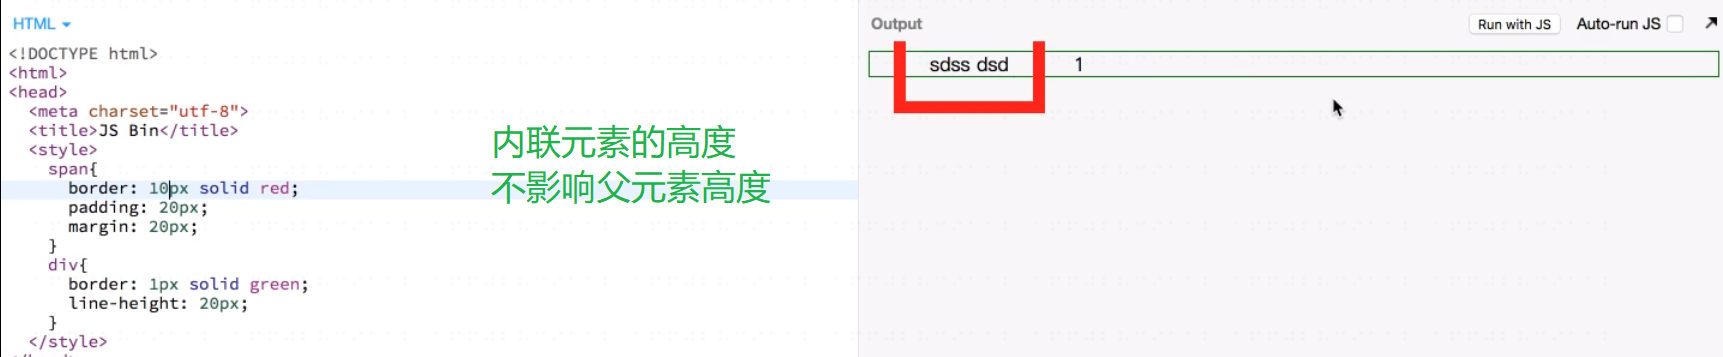 HTML
<!DOCTYPE html>
<html>
<head>
<meta charset="utf-8">
<title>JS Bin</title>
<style>
span{
border: 10px solid red;
padding: 20px;
margin: 20px;
}
div{
border: 1px solid green;
line-height: 20px;
}
</style>
内联元素的高度
不影响父元素高度
Output
Run with JS
Auto-run JS
sdss dsd 1